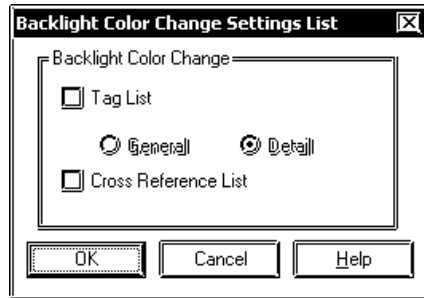 Backlight Color Change Settings List
Backlight Color Change
Tag List
General Detail
Cross Reference List
OK Cancel Help